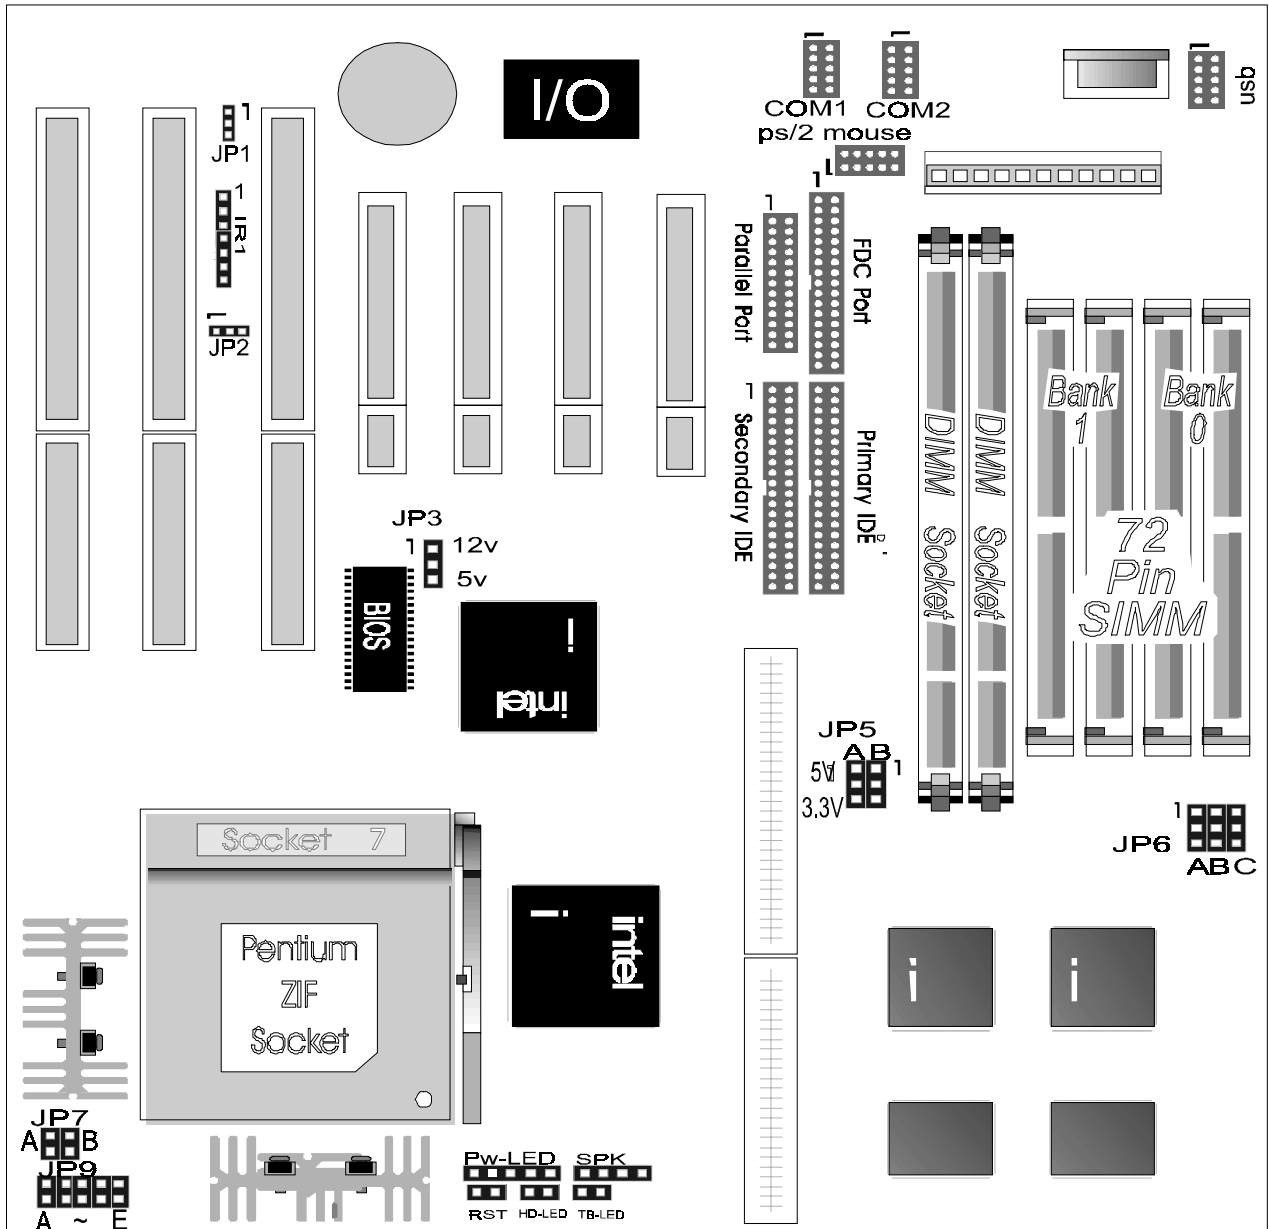 I/O
1
COM1
1
COM2
1
usb
ps/2 mouse
1
1
JP1
1
IR1
1
JP2
1
Parallel Port
1
FDC Port
1
Secondary IDE
Primary IDE
DIMM Socket
DIMM Socket
Bank
1
Bank
0
72
Pin
SIMM
JP3
1
12v
5v
BIOS
i
intel
JP5
AB
5V
1
3.3V
1
JP6
ABC
Socket 7
Pentium
ZIF
Socket
i
intel
i
i
JP7
A
B
JP9
A ~ E
Pw-LED
SPK
RST
HD-LED
TB-LED